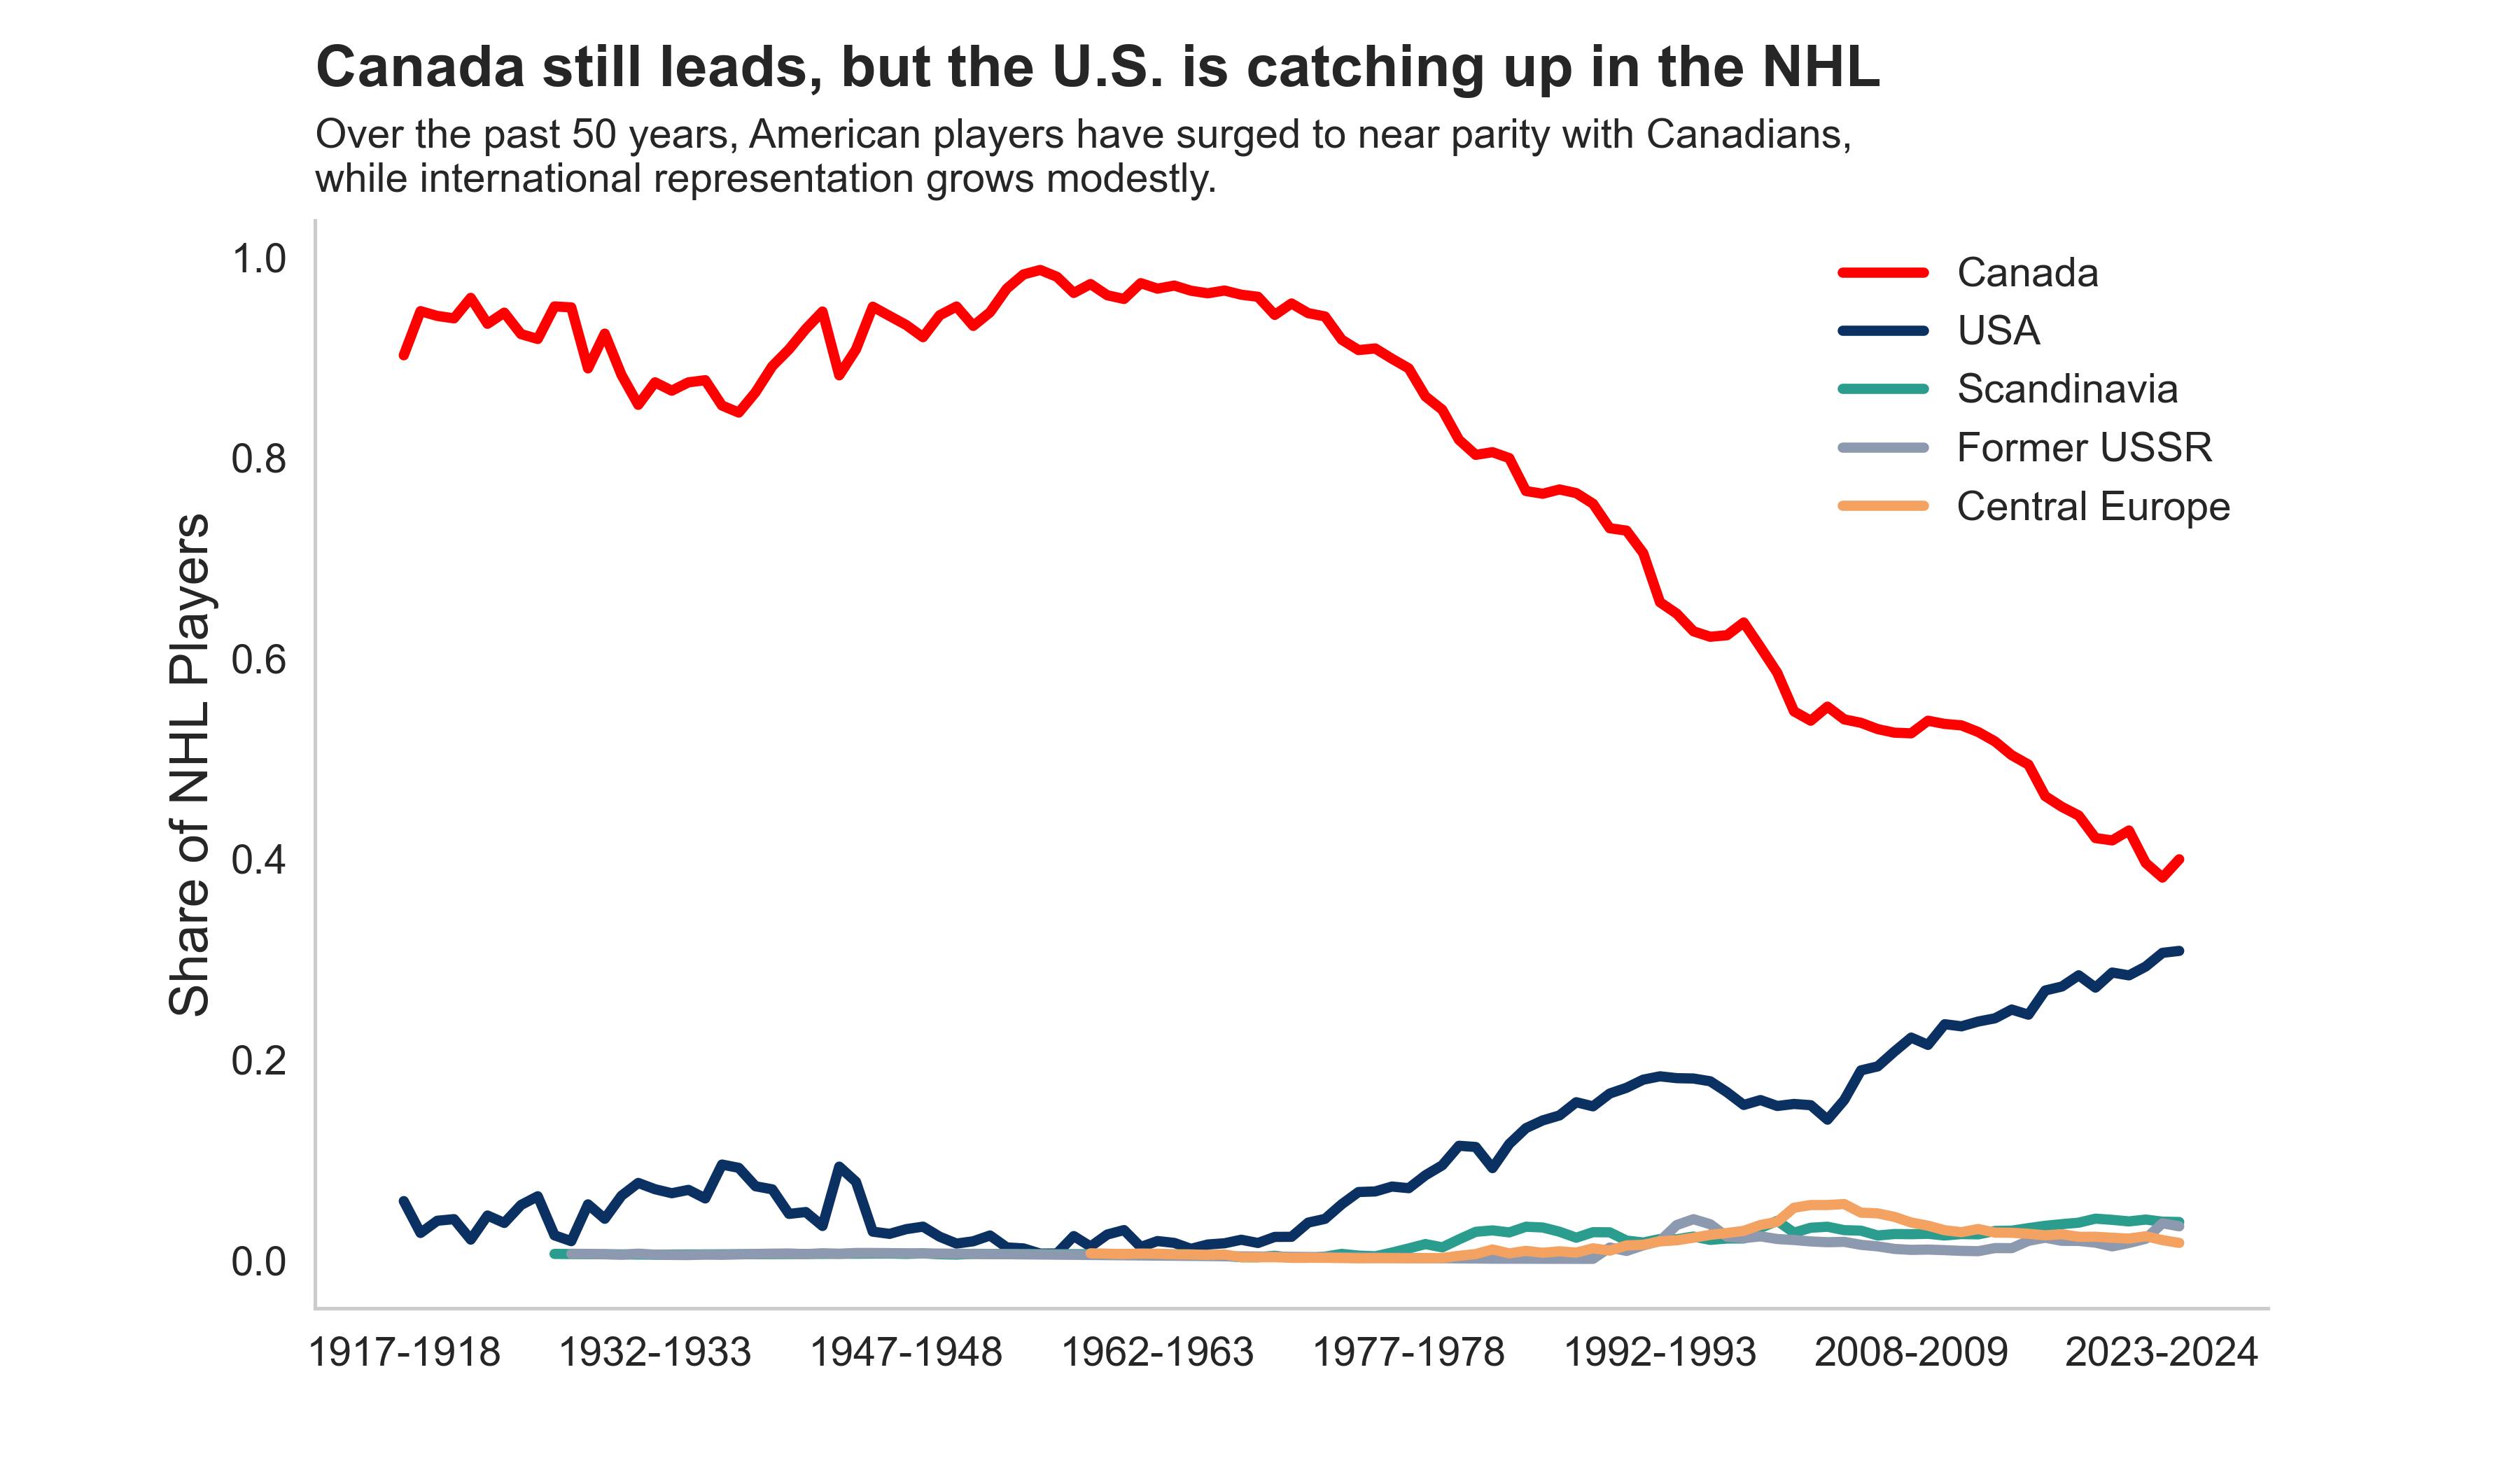 Canada still leads, but the U.S. is catching up in the NHL
Over the past 50 years, American players have surged to near parity with Canadians,
while international representation grows modestly.
1.0
0.8
0.6
0.4
0.2
0.0
Share of NHL Players
Canada
USA
Scandinavia
Former USSR
Central Europe
1917-1918
1932-1933
1947-1948
1962-1963
1977-1978
1992-1993
2008-2009
2023-2024